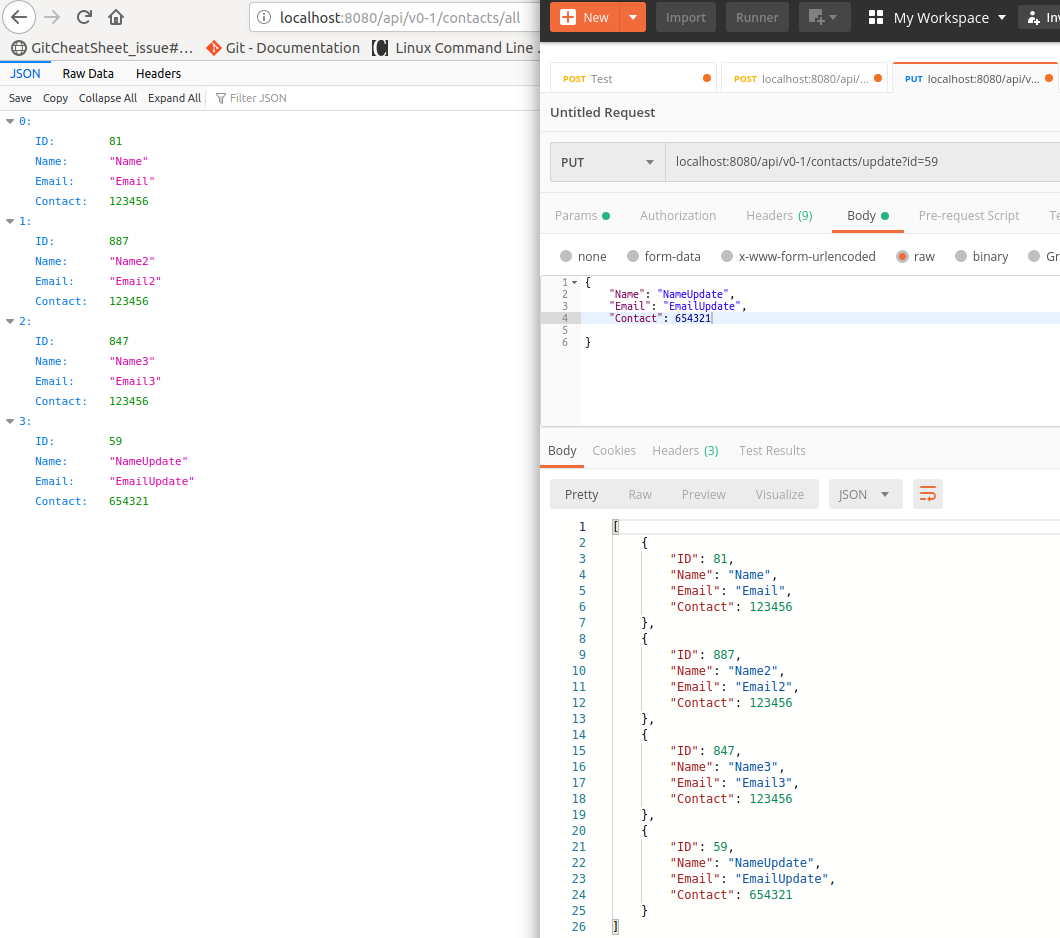 localhost:8080/api/v0-1/contacts/all
GitCheatSheet_issue#... Git - Documentation Linux Command Line .
JSON Raw Data Headers
Save Copy Collapse All Expand All Filter JSON
0:
ID: 81
Name: "Name"
Email: "Email"
Contact: 123456
1:
ID: 887
Name: "Name2"
Email: "Email2"
Contact: 123456
2:
ID: 847
Name: "Name3"
Email: "Email3"
Contact: 123456
3:
ID: 59
Name: "NameUpdate"
Email: "EmailUpdate"
Contact: 654321
New Import Runner My Workspace Inv
POST Test POST localhost:8080/api/... PUT localhost:8080/api/v...
Untitled Request
PUT localhost:8080/api/v0-1/contacts/update?id=59
Params Authorization Headers (9) Body Pre-request Script Te
none form-data x-www-form-urlencoded raw binary Gr
1 {
2 "Name": "NameUpdate",
3 "Email": "EmailUpdate",
4 "Contact": 654321
5
6 }
Body Cookies Headers (3) Test Results
Pretty Raw Preview Visualize JSON
1 [
2 {
3 "ID": 81,
4 "Name": "Name",
5 "Email": "Email",
6 "Contact": 123456
7 },
8 {
9 "ID": 887,
10 "Name": "Name2",
11 "Email": "Email2",
12 "Contact": 123456
13 },
14 {
15 "ID": 847,
16 "Name": "Name3",
17 "Email": "Email3",
18 "Contact": 123456
19 },
20 {
21 "ID": 59,
22 "Name": "NameUpdate",
23 "Email": "EmailUpdate",
24 "Contact": 654321
25 }
26 ]